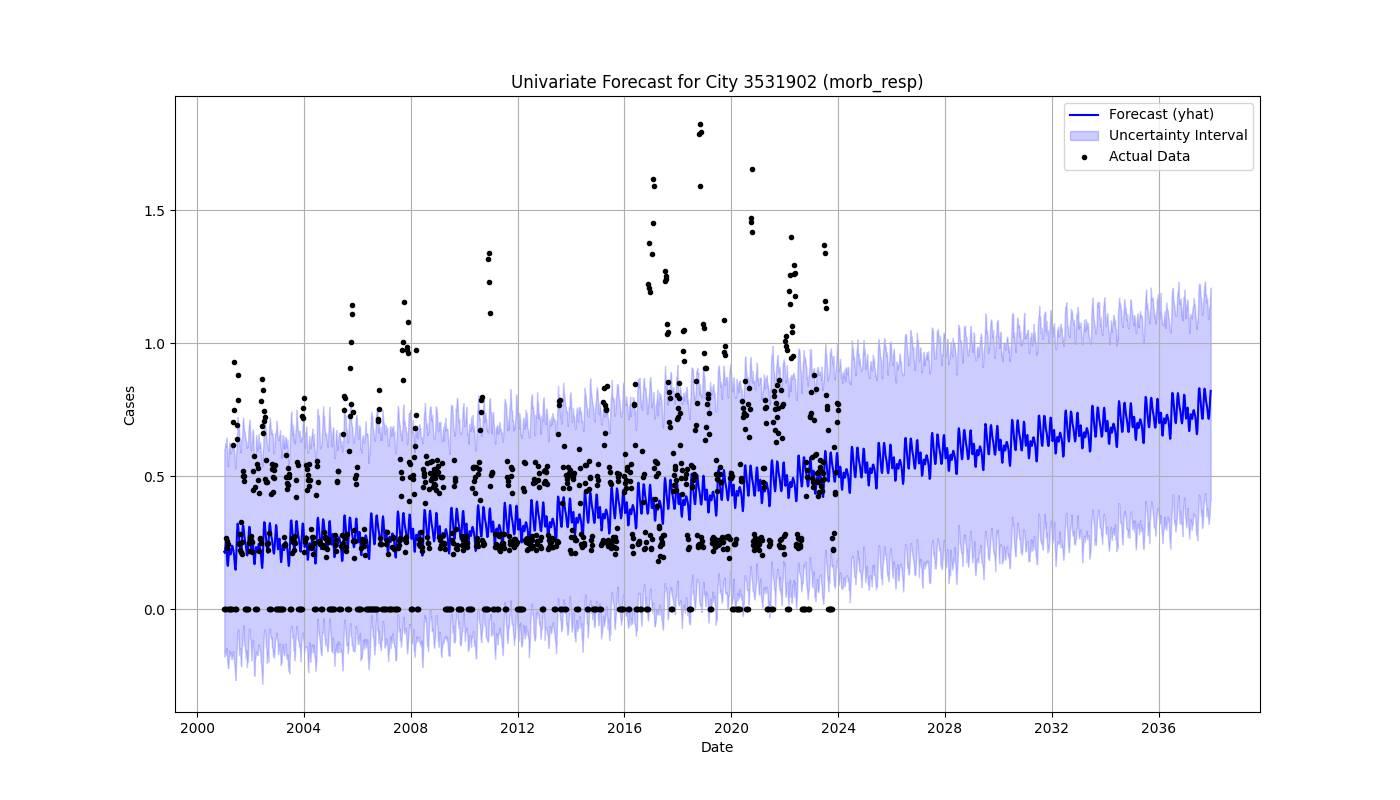 Univariate Forecast for City 3531902 (morb_resp)
Forecast (yhat)
Uncertainty Interval
Actual Data
Cases
1.5
1.0
0.5
0.0
2000 2004 2008 2012 2016 2020 2024 2028 2032 2036
Date